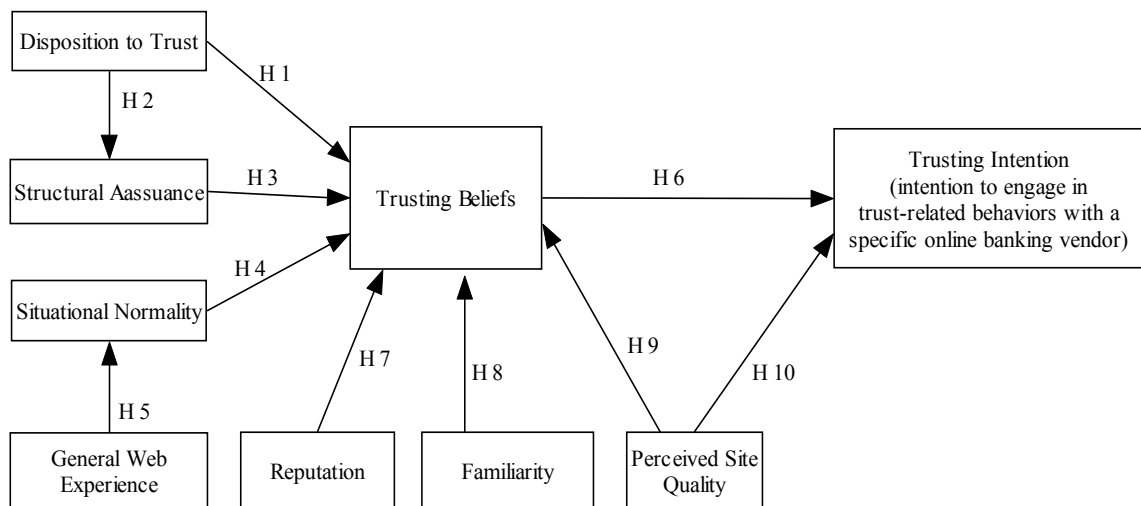 Disposition to Trust
H 1
H 2
Structural Aassuance
H 3
Trusting Beliefs
H 6
Trusting Intention
(intention to engage in
trust-related behaviors with a
specific online banking vendor)
H 4
Situational Normality
H 5
H 7
H 8
H 9
H 10
General Web
Experience
Reputation
Familiarity
Perceived Site
Quality